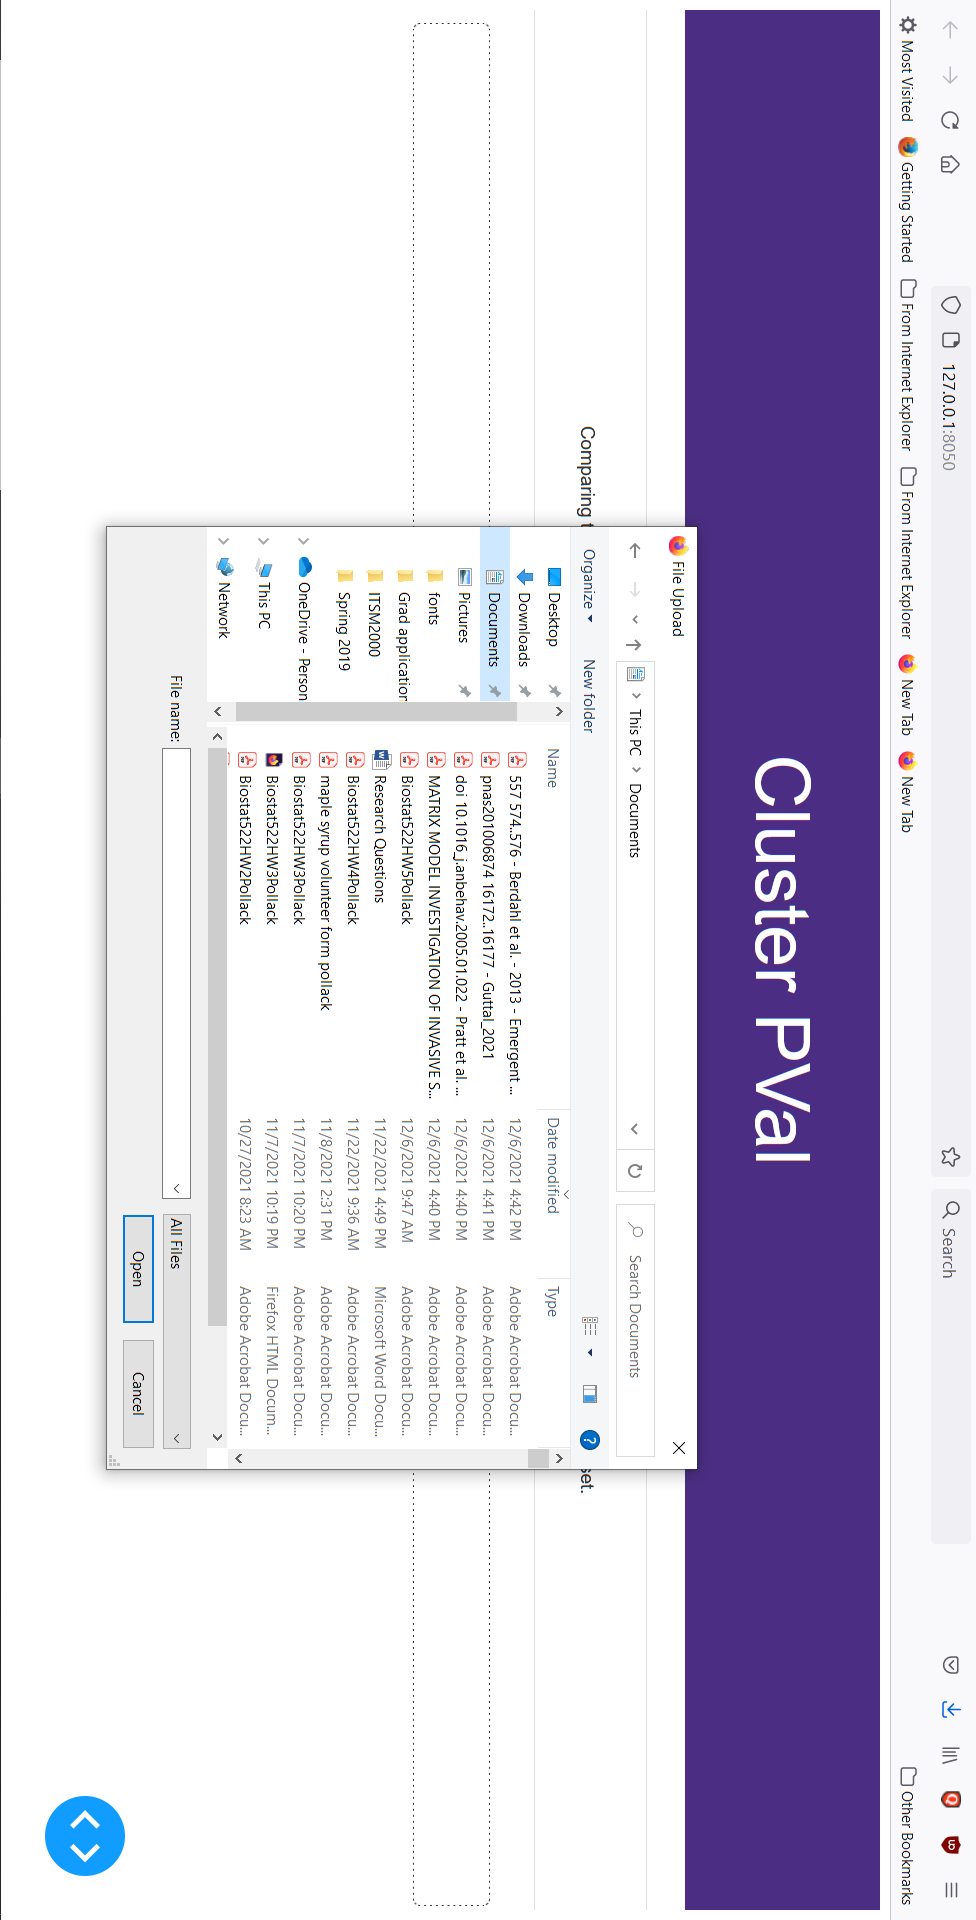 127.0.0.1:8050
Search
Most Visited
Getting Started
From Internet Explorer
From Internet Explorer
New Tab
New Tab
Other Bookmarks
Cluster PVal
Comparing t
set.
File Upload
This PC
Documents
Search Documents
Organize
New folder
Desktop
Downloads
Documents
Pictures
fonts
Grad application
ITSM2000
Spring 2019
OneDrive - Person
This PC
Network
Name Date modified Type
557 574..576 - Berdahl et al. - 2013 - Emergent ... 12/6/2021 4:42 PM Adobe Acrobat Docu...
pnas201006874 16172..16177 - Guttal_2021 12/6/2021 4:41 PM Adobe Acrobat Docu...
doi 10.1016_j.anbehav.2005.01.022 - Pratt et al. ... 12/6/2021 4:40 PM Adobe Acrobat Docu...
MATRIX MODEL INVESTIGATION OF INVASIVE S... 12/6/2021 4:40 PM Adobe Acrobat Docu...
Biostat522HW5Pollack 12/6/2021 9:47 AM Adobe Acrobat Docu...
Research Questions 11/22/2021 4:49 PM Microsoft Word Docu...
Biostat522HW4Pollack 11/22/2021 9:36 AM Adobe Acrobat Docu...
maple syrup volunteer form pollack 11/8/2021 2:31 PM Adobe Acrobat Docu...
Biostat522HW3Pollack 11/7/2021 10:20 PM Adobe Acrobat Docu...
Biostat522HW3Pollack 11/7/2021 10:19 PM Firefox HTML Docum...
Biostat522HW2Pollack 10/27/2021 8:23 AM Adobe Acrobat Docu...
File name:
All Files
Open
Cancel